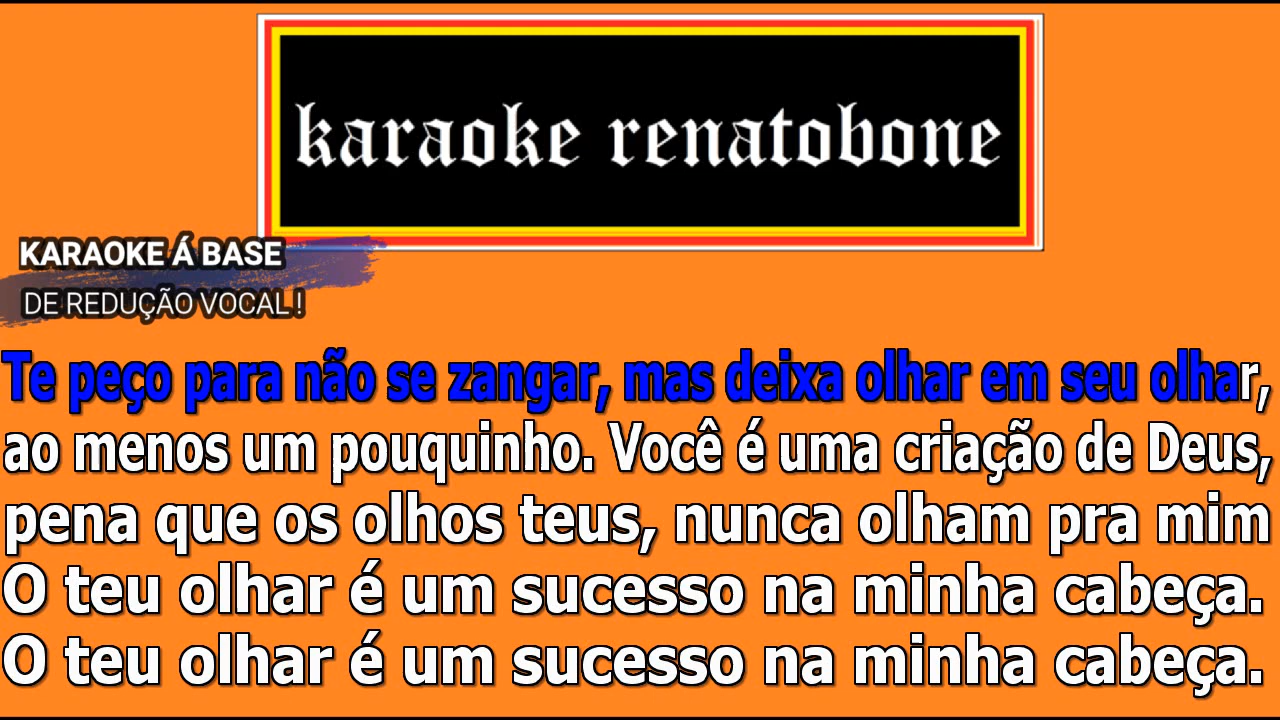 karaoke renatobone
KARAOKE Á BASE
DE REDUÇÃO VOCAL !
Te peço para não se zangar, mas deixa olhar em seu olhar,
ao menos um pouquinho. Você é uma criação de Deus,
pena que os olhos teus, nunca olham pra mim
O teu olhar é um sucesso na minha cabeça.
O teu olhar é um sucesso na minha cabeça.